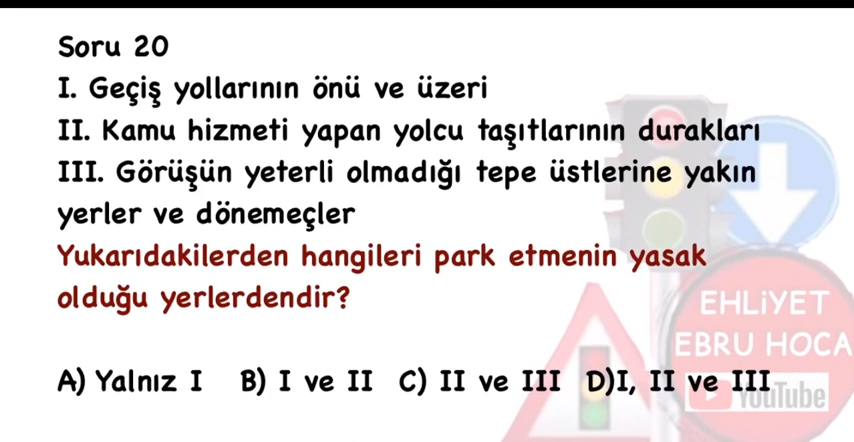 Soru 20
I. Geçiş yollarının önü ve üzeri
II. Kamu hizmeti yapan yolcu taşıtlarının durakları
III. Görüşün yeterli olmadığı tepe üstlerine yakın
yerler ve dönemeçler
Yukarıdakilerden hangileri park etmenin yasak
olduğu yerlerdendir?
EHLİYET
EBRU HOCA
A) Yalnız I B) I ve II C) II ve III D)I, II ve III
YouTube